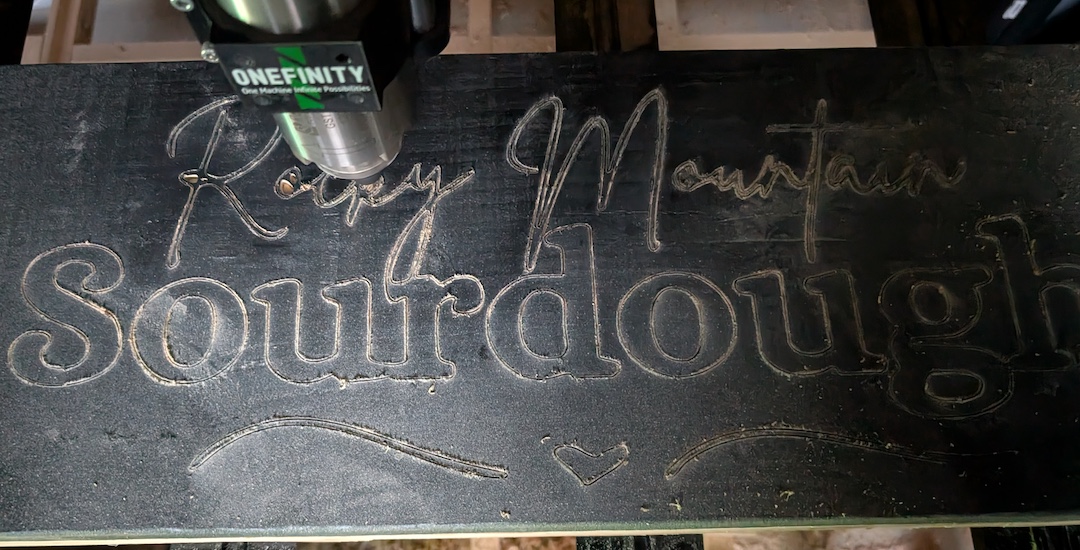 ONEFINITY
One Machine Infinite Possibilities
Rocky Mountain
Sourdough